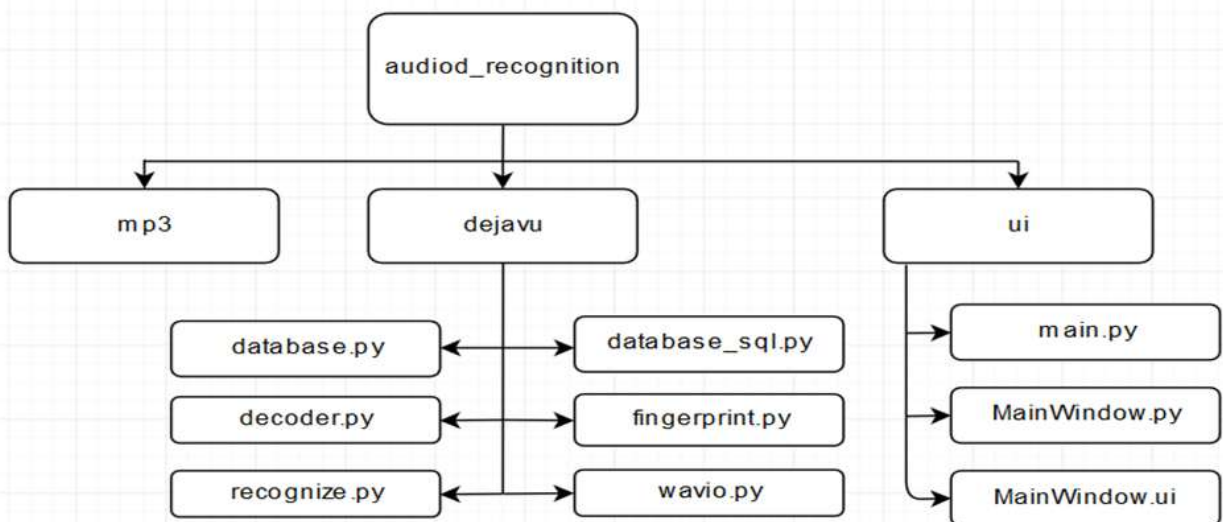 audiod_recognition
mp3
dejavu
ui
database.py
database_sql.py
main.py
decoder.py
fingerprint.py
MainWindow.py
recognize.py
wavio.py
MainWindow.ui